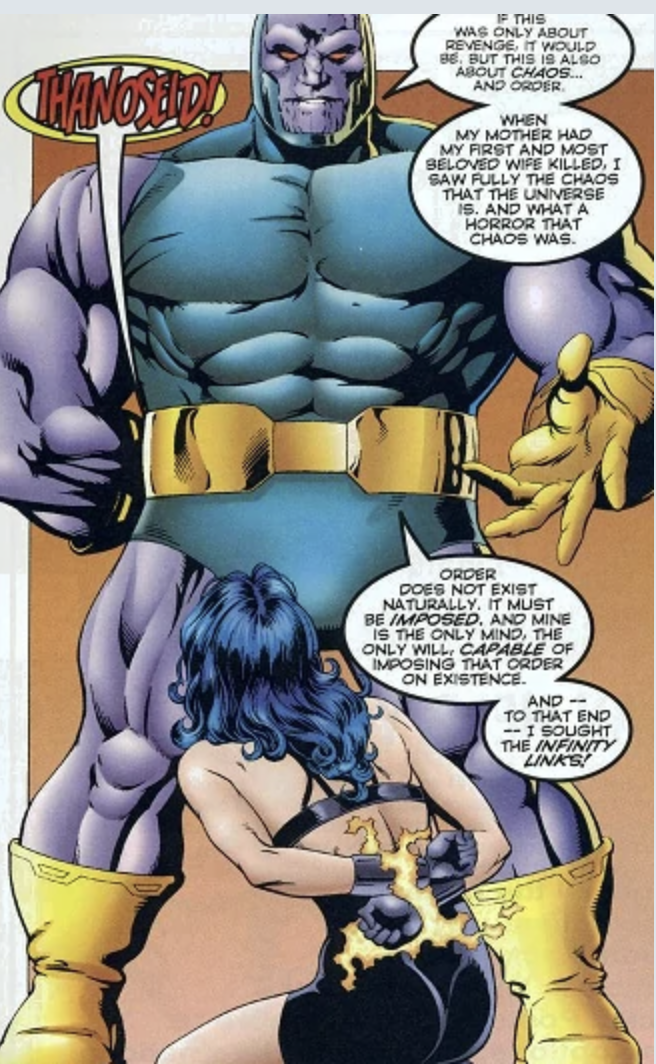 IF THIS
WAS ONLY ABOUT
REVENGE, IT WOULD
BE. BUT THIS IS ALSO
ABOUT CHAOS...
AND ORDER.
THANOSEID!
WHEN
MY MOTHER HAD
MY FIRST AND MOST
BELOVED WIFE KILLED, I
SAW FULLY THE CHAOS
THAT THE UNIVERSE
IS. AND WHAT A
HORROR THAT
CHAOS WAS.
ORDER
DOES NOT EXIST
NATURALLY. IT MUST
BE IMPOSED. AND MINE
IS THE ONLY MIND, THE
ONLY WILL, CAPABLE OF
IMPOSING THAT ORDER
ON EXISTENCE.
AND --
TO THAT END
-- I SOUGHT
THE INFINITY
LINKS!